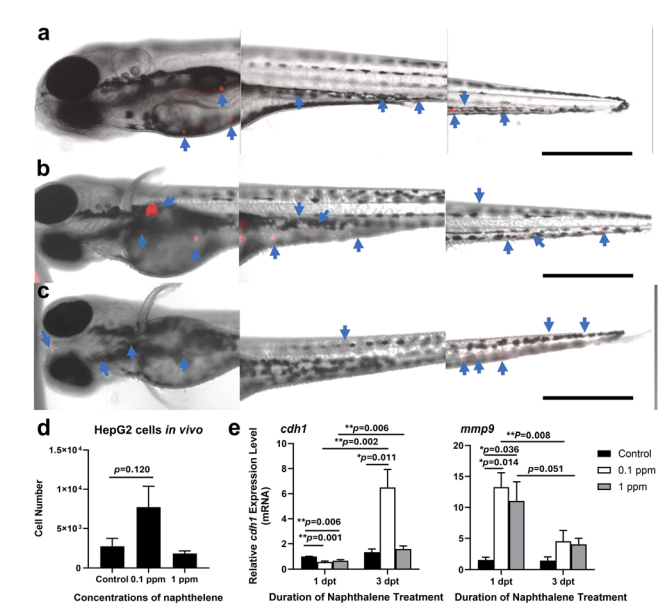 a
b
c
d
HepG2 cells in vivo
1.5×10⁴
1×10⁴
5×10³
0
p=0.120
Cell Number
Control 0.1 ppm 1 ppm
Concentrations of naphthelene
e
cdh1
**p=0.006
**p=0.002
*p=0.011
**p=0.006
**p=0.001
10
8
6
4
2
0
Relative cdh1 Expression Level
(mRNA)
1 dpt 3 dpt
Duration of Naphthalene Treatment
mmp9
**P=0.008
*p=0.036
*p=0.014
p=0.051
20
15
10
5
0
1 dpt 3 dpt
Duration of Naphthalene Treatment
Control
0.1 ppm
1 ppm